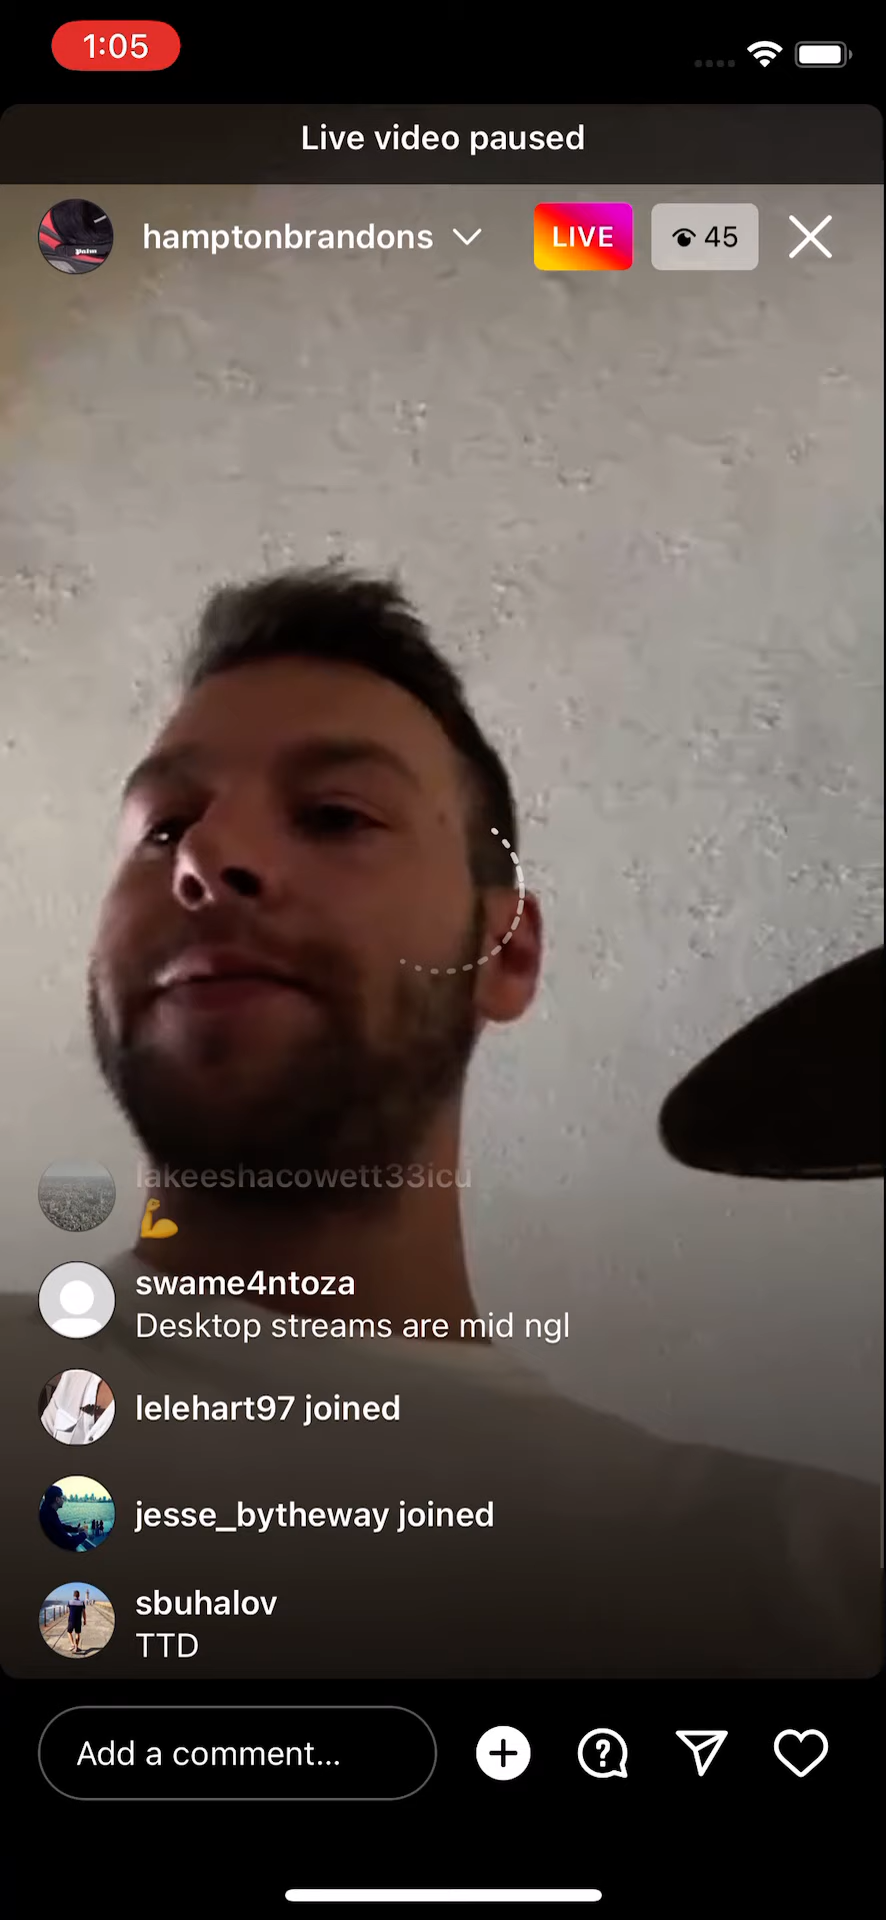 1:05
Live video paused
hamptonbrandons
LIVE
45
lakeeshacowett33icu
💪
swame4ntoza
Desktop streams are mid ngl
lelehart97 joined
jesse_bytheway joined
sbuhalov
TTD
Add a comment...